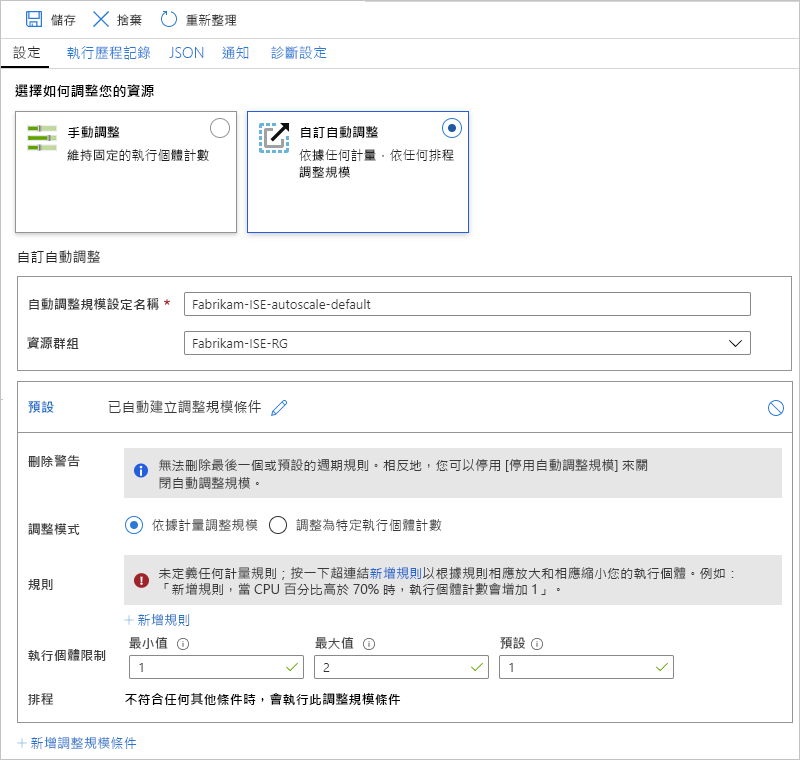 儲存 捨棄 重新整理
設定 執行歷程記錄 JSON 通知 診斷設定
選擇如何調整您的資源
手動調整
維持固定的執行個體計數
自訂自動調整
依據任何計量，依任何排程
調整規模
自訂自動調整
自動調整規模設定名稱 * Fabrikam-ISE-autoscale-default
資源群組 Fabrikam-ISE-RG
預設 已自動建立調整規模條件
刪除警告
無法刪除最後一個或預設的週期規則。相反地，您可以停用 [停用自動調整規模] 來關
閉自動調整規模。
調整模式 依據計量調整規模 調整為特定執行個體計數
規則
未定義任何計量規則；按一下超連結新增規則以根據規則相應放大和相應縮小您的執行個體。例如：
「新增規則，當 CPU 百分比高於 70% 時，執行個體計數會增加 1」。
+ 新增規則
執行個體限制
最小值 最大值 預設
1 2 1
排程 不符合任何其他條件時，會執行此調整規模條件
+ 新增調整規模條件